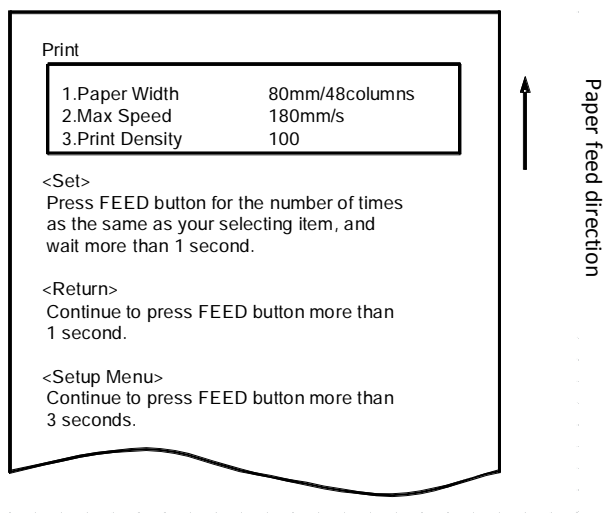 Print
1.Paper Width 80mm/48columns
2.Max Speed 180mm/s
3.Print Density 100
<Set>
Press FEED button for the number of times
as the same as your selecting item, and
wait more than 1 second.
<Return>
Continue to press FEED button more than
1 second.
<Setup Menu>
Continue to press FEED button more than
3 seconds.
Paper feed direction